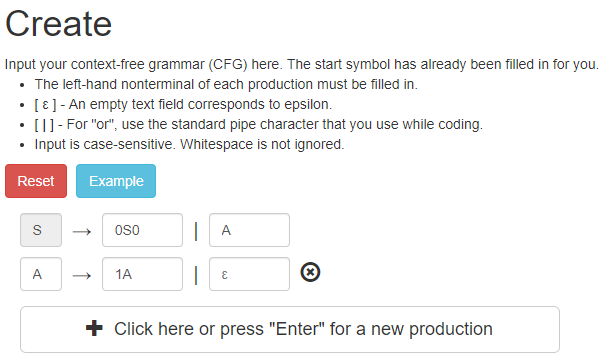 Create
Input your context-free grammar (CFG) here. The start symbol has already been filled in for you.
• The left-hand nonterminal of each production must be filled in.
• [ ε ] - An empty text field corresponds to epsilon.
• [ | ] - For "or", use the standard pipe character that you use while coding.
• Input is case-sensitive. Whitespace is not ignored.
Reset Example
S → 0S0 | A
A → 1A | ε
Click here or press "Enter" for a new production